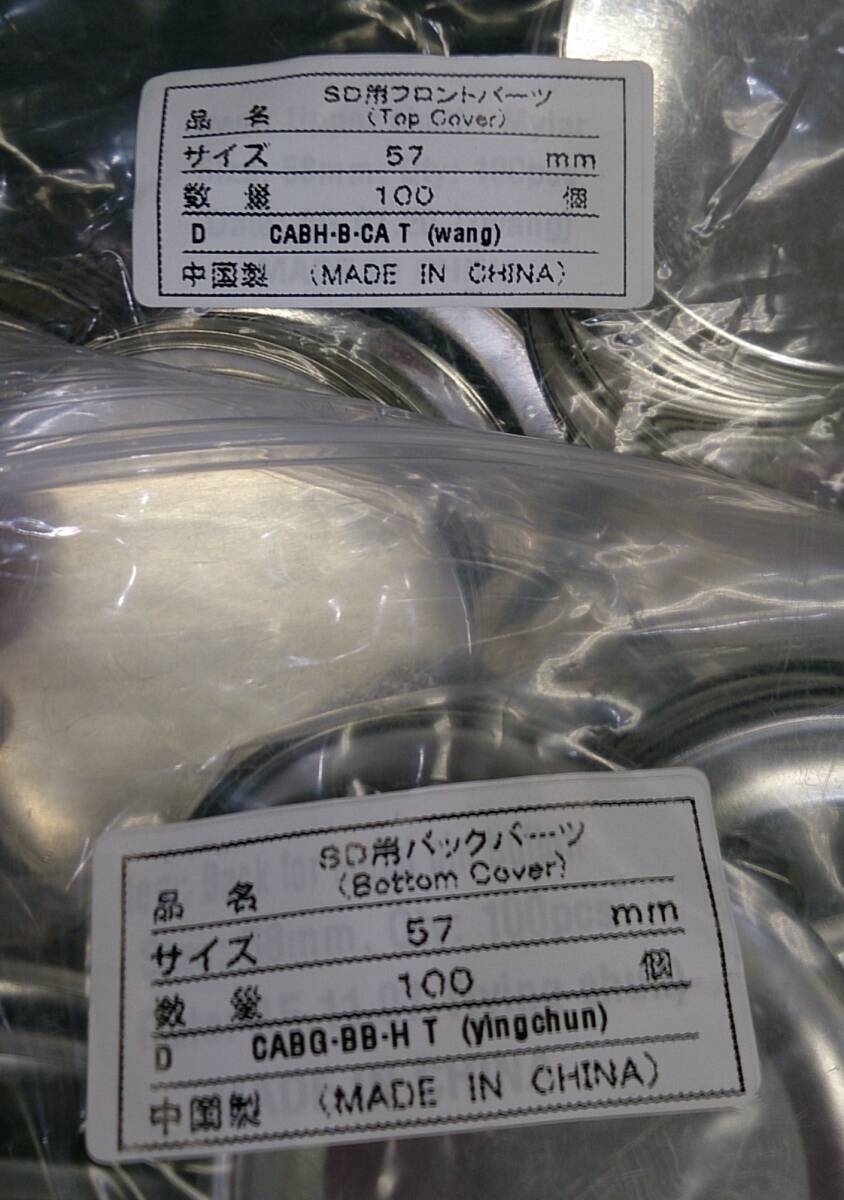 SD用フロントパーツ
品 名 (Top Cover)
サイズ 57 mm
数 量 100 個
D CABH-B-CA T (wang)
中国製 (MADE IN CHINA)
SD用バックパーツ
品 名 (Bottom Cover)
サイズ 57 mm
数 量 100 個
D CABG-BB-H T (yingchun)
中国製 (MADE IN CHINA)